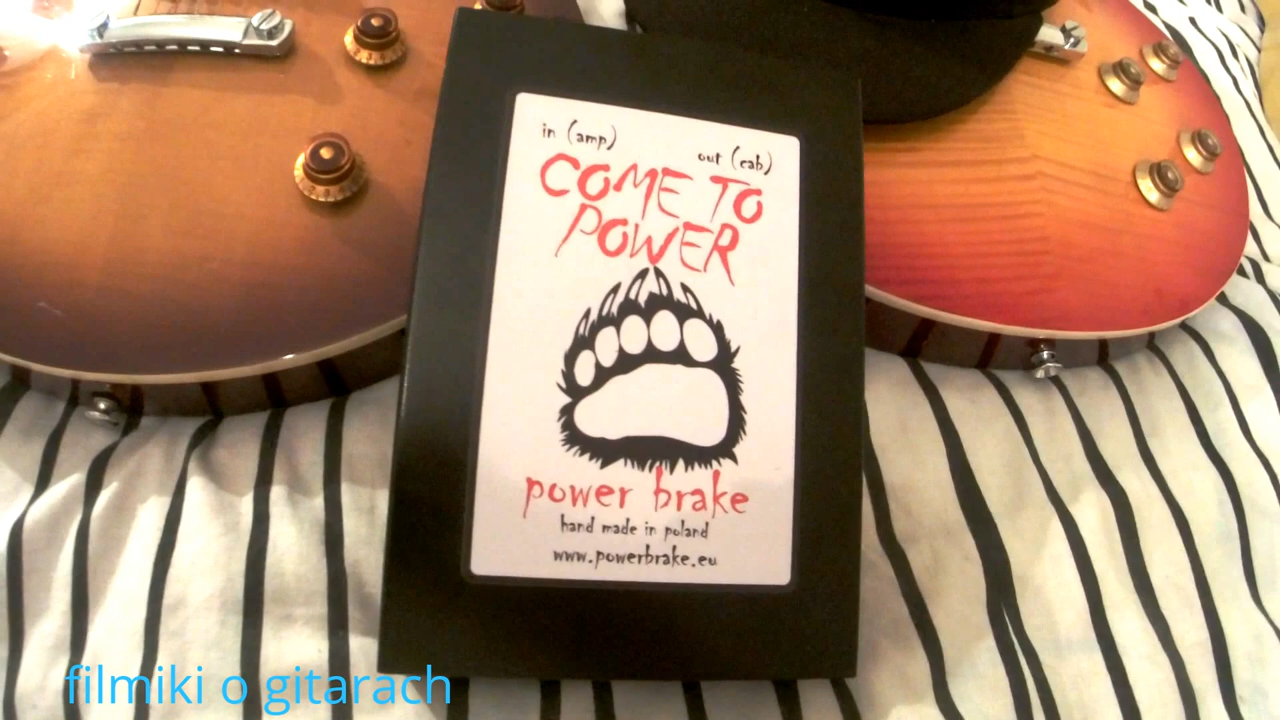 in (amp)
out (cab)
COME TO
POWER
power brake
hand made in poland
www.powerbrake.eu
filmiki o gitarach